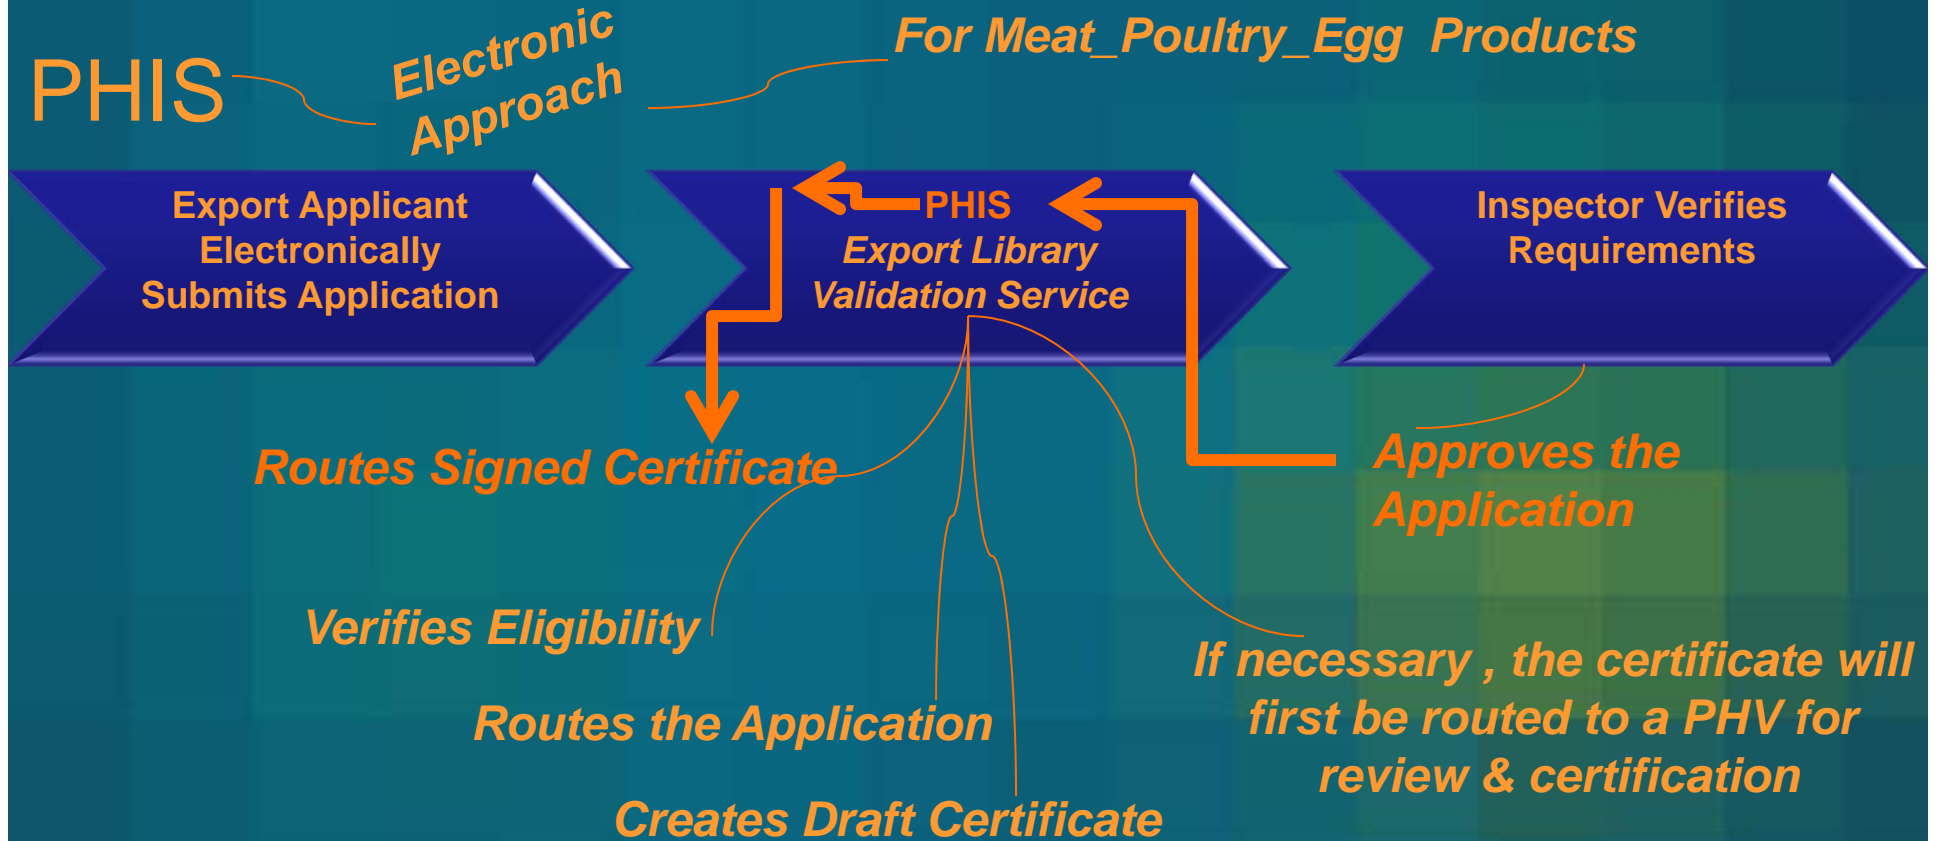 PHIS
Electronic
Approach
For Meat_Poultry_Egg  Products
Export Applicant
Electronically
Submits Application
PHIS
Export Library
Validation Service
Inspector Verifies
Requirements
Routes Signed Certificate
Approves the
Application
Verifies Eligibility
Routes the Application
Creates Draft Certificate
If necessary , the certificate will
first be routed to a PHV for
review & certification